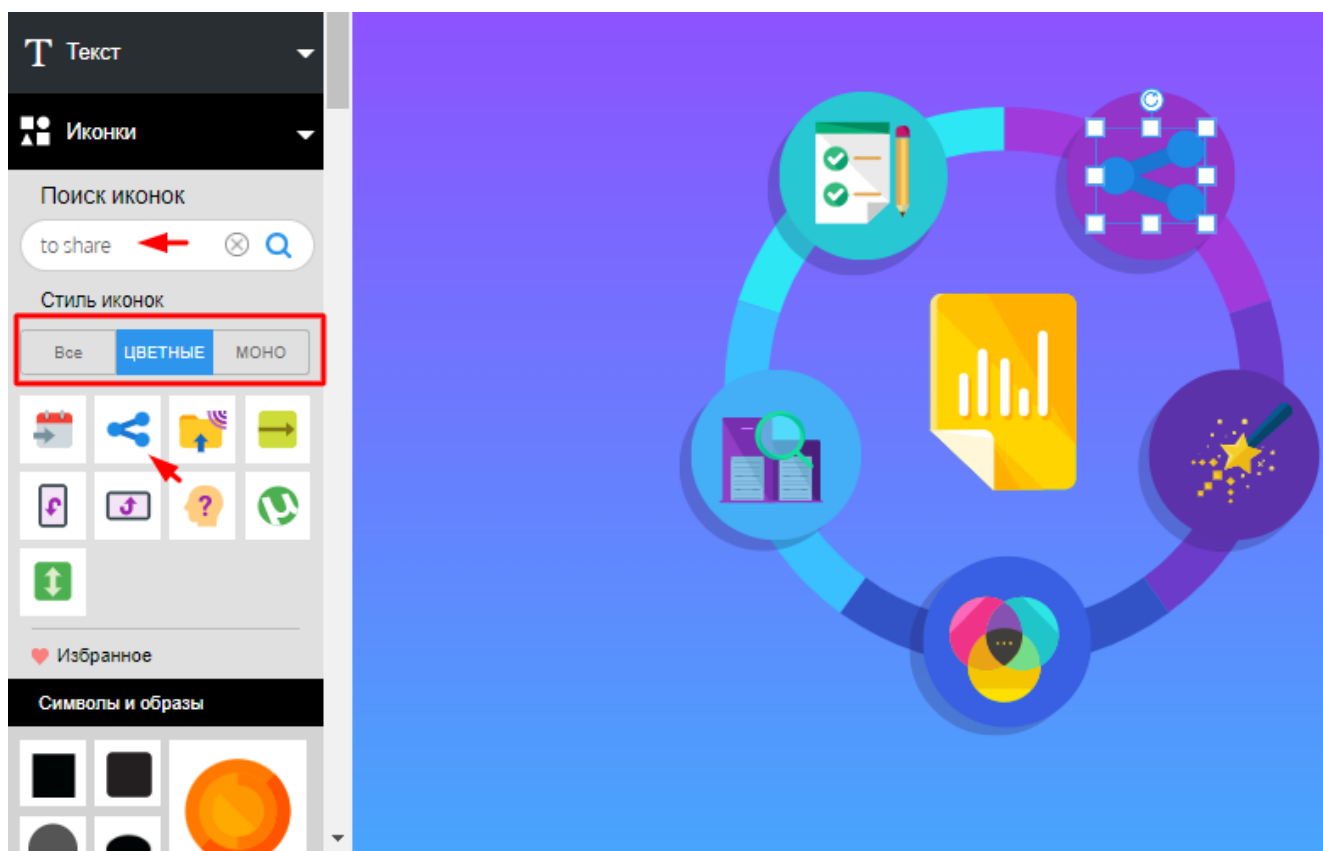 Текст
Иконки
Поиск иконок
to share
Стиль иконок
Все ЦВЕТНЫЕ МОНО
Избранное
Символы и образы